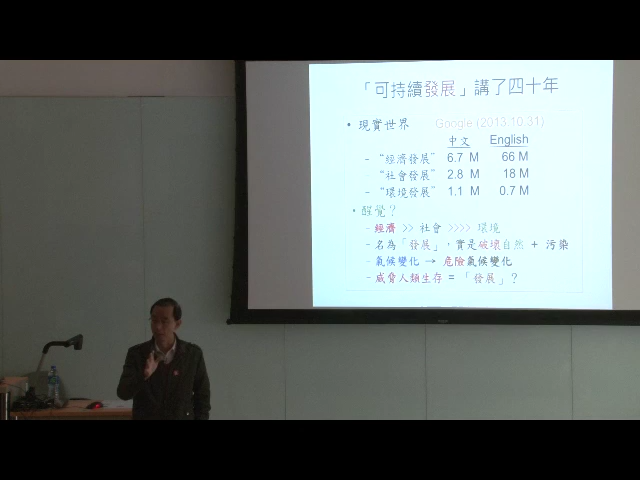 「可持續發展」講了四十年
• 現實世界 Google (2013.10.31)
中文 English
– “經濟發展” 6.7 M 66 M
– “社會發展” 2.8 M 18 M
– “環境發展” 1.1 M 0.7 M
• 醒覺？
– 經濟 >> 社會 >>>> 環境
– 名為「發展」，實是破壞自然 + 污染
– 氣候變化 → 危險氣候變化
– 威脅人類生存 = 「發展」？